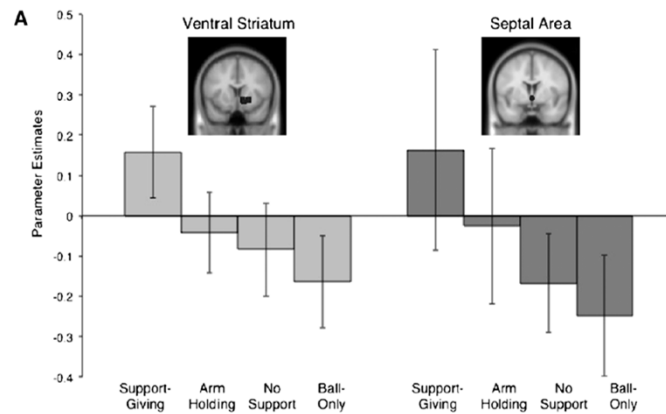 A
Ventral Striatum
Septal Area
Parameter Estimates
0.5
0.4
0.3
0.2
0.1
0
-0.1
-0.2
-0.3
-0.4
Support-
Giving
Arm
Holding
No
Support
Ball-
Only
Support-
Giving
Arm
Holding
No
Support
Ball-
Only